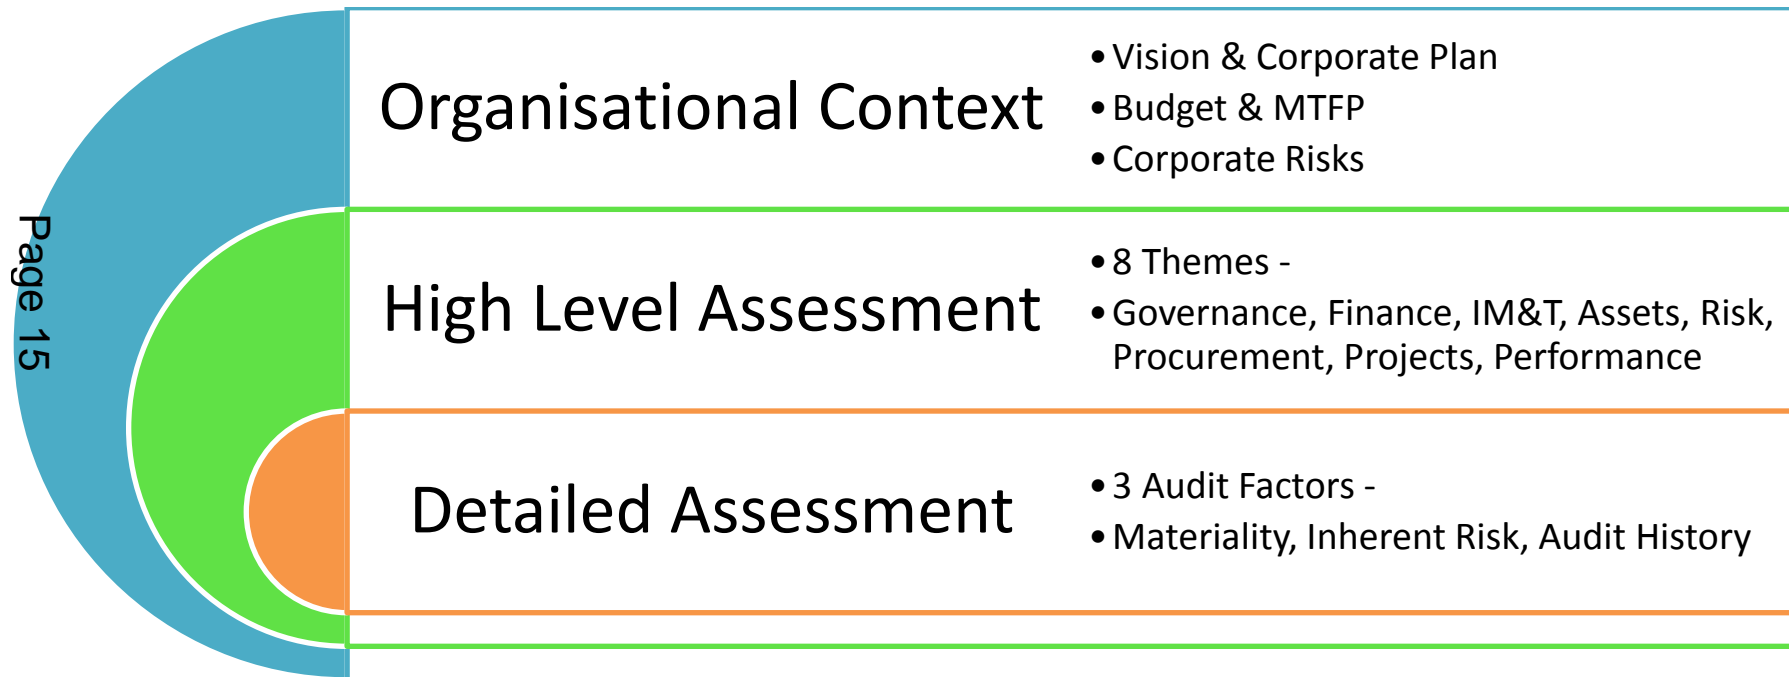 Organisational Context
• Vision & Corporate Plan
• Budget & MTFP
• Corporate Risks
High Level Assessment
• 8 Themes -
• Governance, Finance, IM&T, Assets, Risk,
Procurement, Projects, Performance
Detailed Assessment
• 3 Audit Factors -
• Materiality, Inherent Risk, Audit History
Page 15